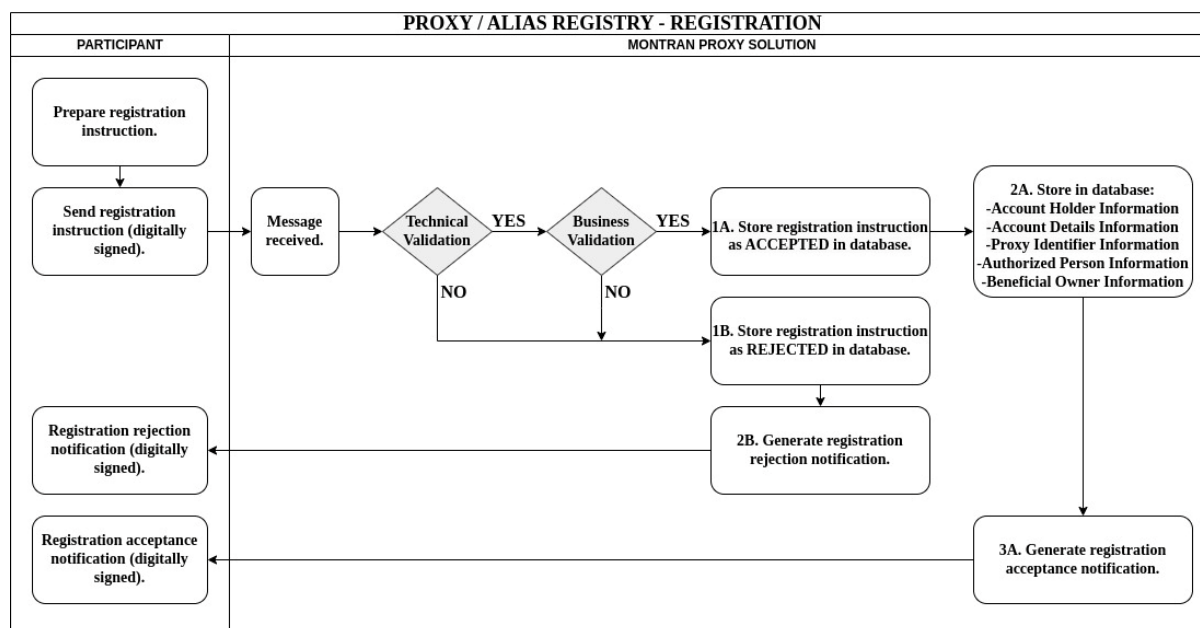 PROXY / ALIAS REGISTRY - REGISTRATION
PARTICIPANT
MONTRAN PROXY SOLUTION
Prepare registration
instruction.
Send registration
instruction (digitally
signed).
Message
received.
Technical
Validation
YES
NO
Business
Validation
YES
NO
1A. Store registration instruction
as ACCEPTED in database.
2A. Store in database:
-Account Holder Information
-Account Details Information
-Proxy Identifier Information
-Authorized Person Information
-Beneficial Owner Information
1B. Store registration instruction
as REJECTED in database.
2B. Generate registration
rejection notification.
Registration rejection
notification (digitally
signed).
3A. Generate registration
acceptance notification.
Registration acceptance
notification (digitally
signed).